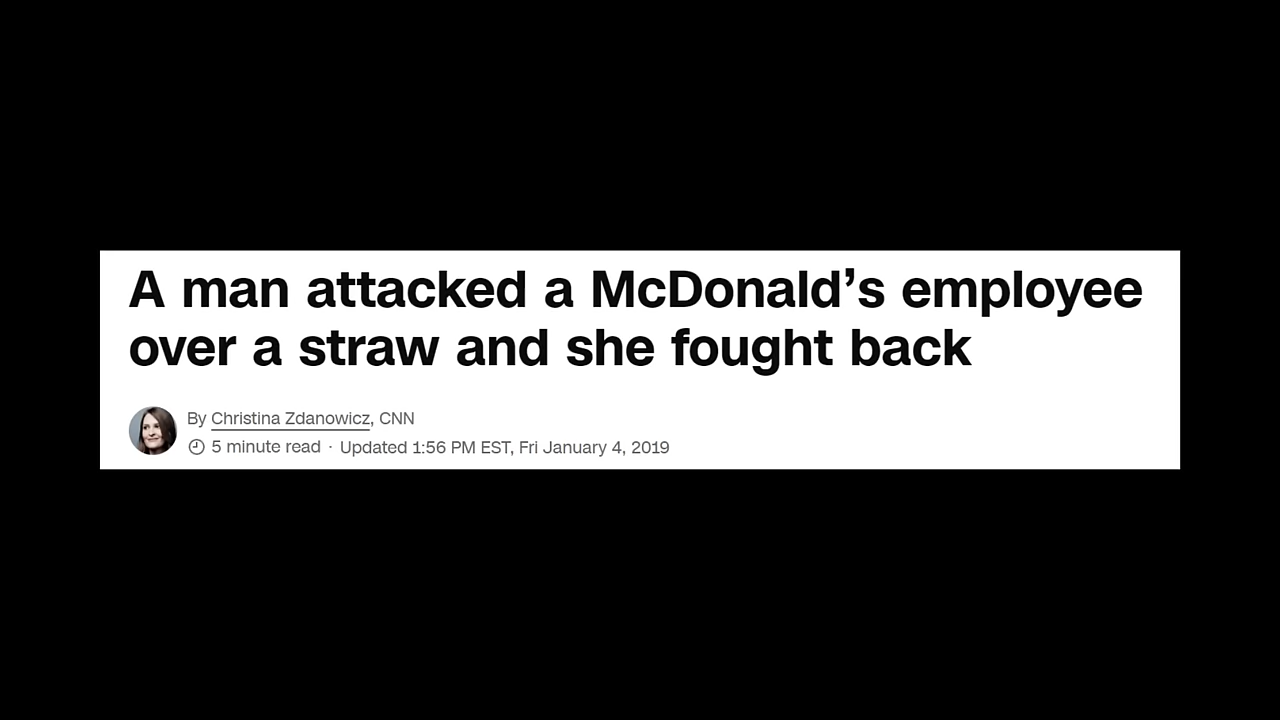 A man attacked a McDonald’s employee
over a straw and she fought back
By Christina Zdanowicz, CNN
5 minute read · Updated 1:56 PM EST, Fri January 4, 2019